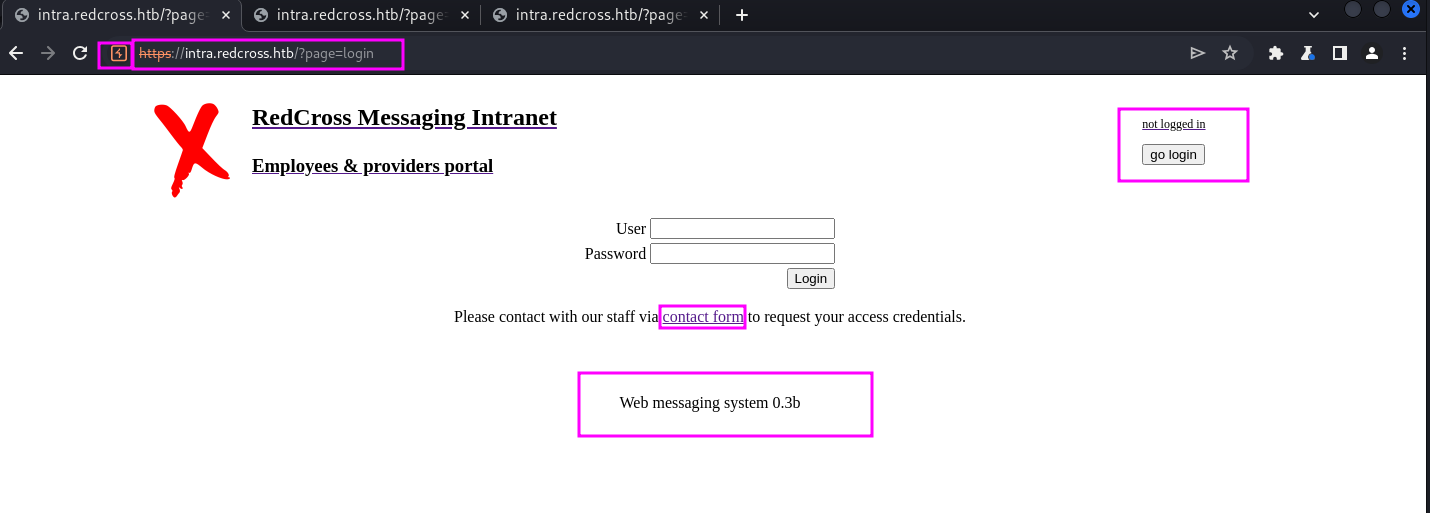 intra.redcross.htb/?page=
intra.redcross.htb/?page=
intra.redcross.htb/?page=
https://intra.redcross.htb/?page=login
RedCross Messaging Intranet
Employees & providers portal
not logged in
go login
User
Password
Login
Please contact with our staff via contact form to request your access credentials.
Web messaging system 0.3b